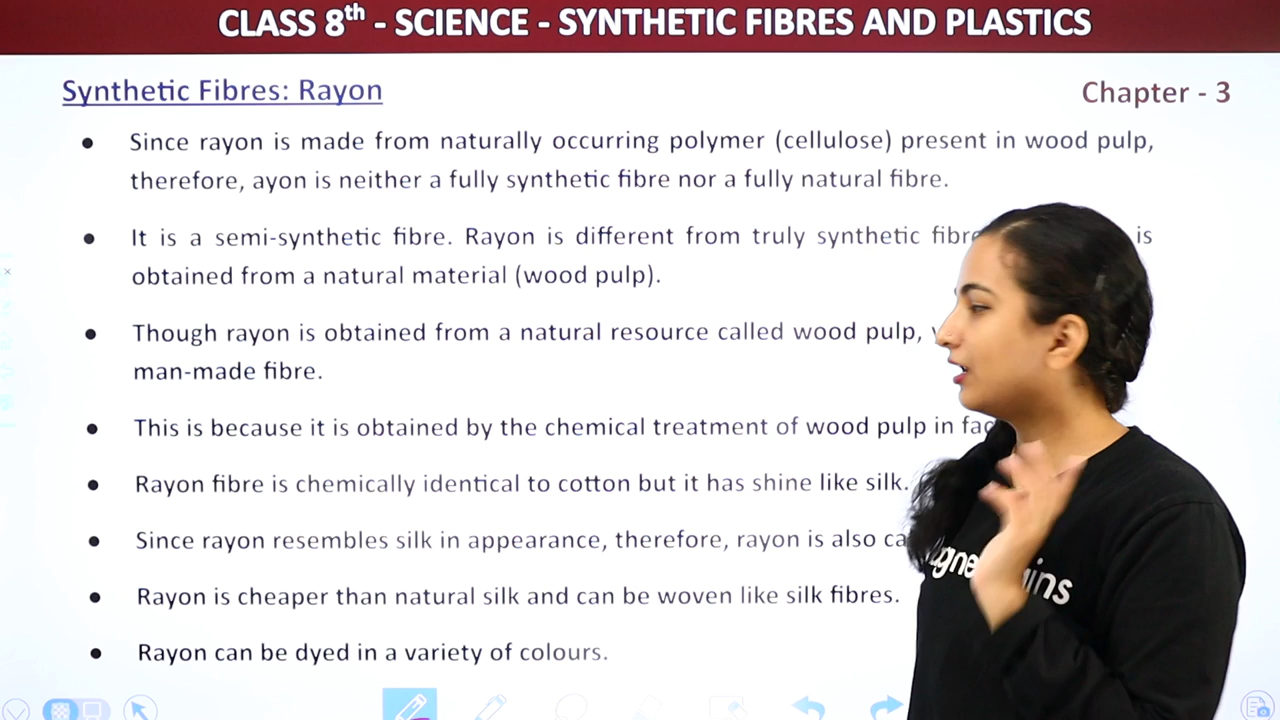 CLASS 8th - SCIENCE - SYNTHETIC FIBRES AND PLASTICS
Synthetic Fibres: Rayon
Chapter - 3
Since rayon is made from naturally occurring polymer (cellulose) present in wood pulp,
therefore, ayon is neither a fully synthetic fibre nor a fully natural fibre.
It is a semi-synthetic fibre. Rayon is different from truly synthetic is
obtained from a natural material (wood pulp).
Though rayon is obtained from a natural resource called wood pulp,
man-made fibre.
This is because it is obtained by the chemical treatment of wood pulp in
Rayon fibre is chemically identical to cotton but it has shine like silk.
Since rayon resembles silk in appearance, therefore, rayon is also
Rayon is cheaper than natural silk and can be woven like silk fibres.
Rayon can be dyed in a variety of colours.